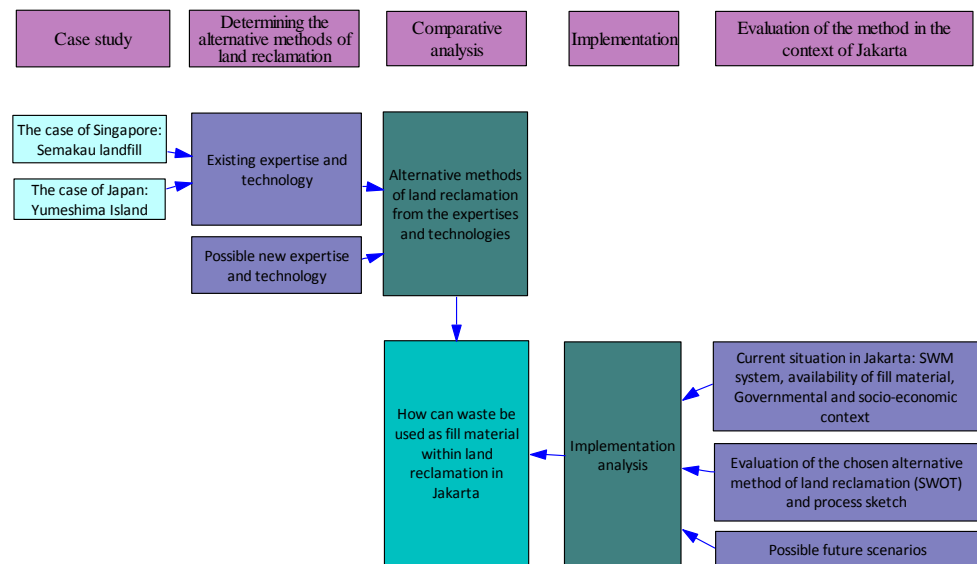 Case study
Determining the
alternative methods of
land reclamation
Comparative
analysis
Implementation
Evaluation of the method in the
context of Jakarta
The case of Singapore:
Semakau landfill
The case of Japan:
Yumeshima Island
Existing expertise and
technology
Possible new expertise
and technology
Alternative methods
of land reclamation
from the expertises
and technologies
How can waste be
used as fill material
within land
reclamation in
Jakarta
Implementation
analysis
Current situation in Jakarta: SWM
system, availability of fill material,
Governmental and socio-economic
context
Evaluation of the chosen alternative
method of land reclamation (SWOT)
and process sketch
Possible future scenarios